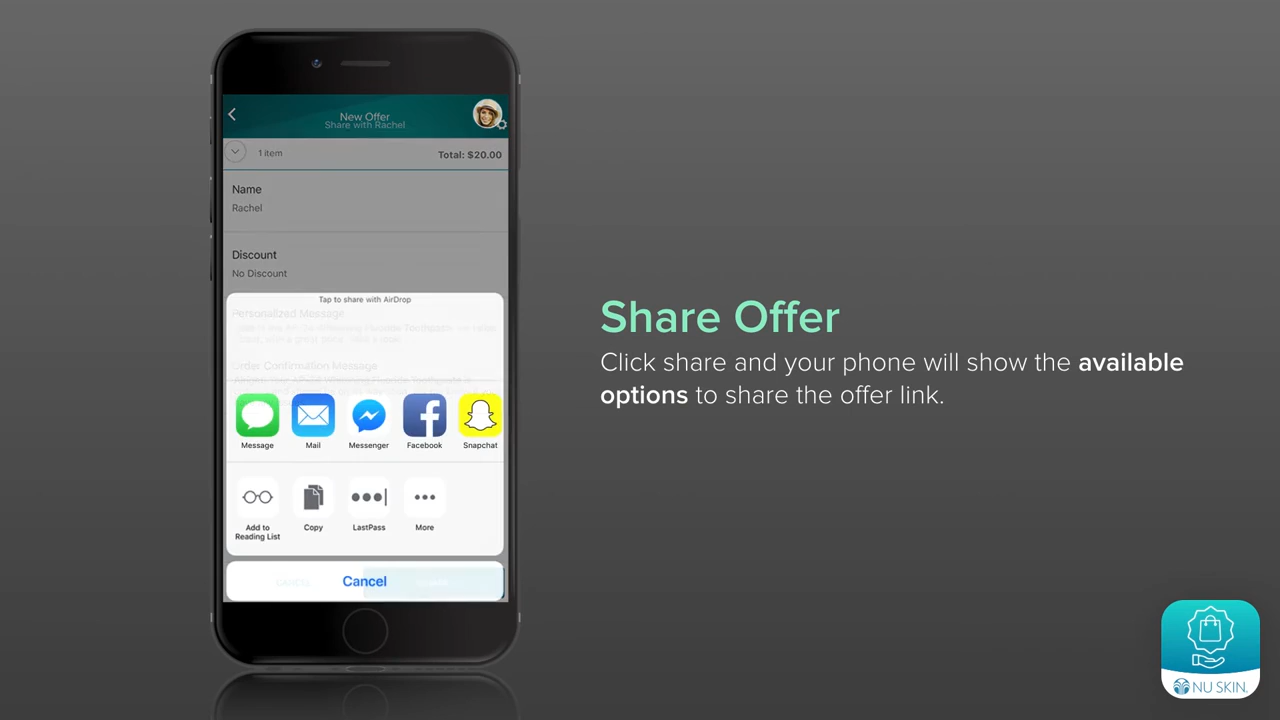 New Offer
Share with Rachel
1 item
Total: $20.00
Name
Rachel
Discount
No Discount
Tap to share with AirDrop
Personalized Message
Order Confirmation Message
Message
Mail
Messenger
Facebook
Snapchat
Add to
Reading List
Copy
LastPass
More
Cancel
Share Offer
Click share and your phone will show the available
options to share the offer link.
NU SKIN